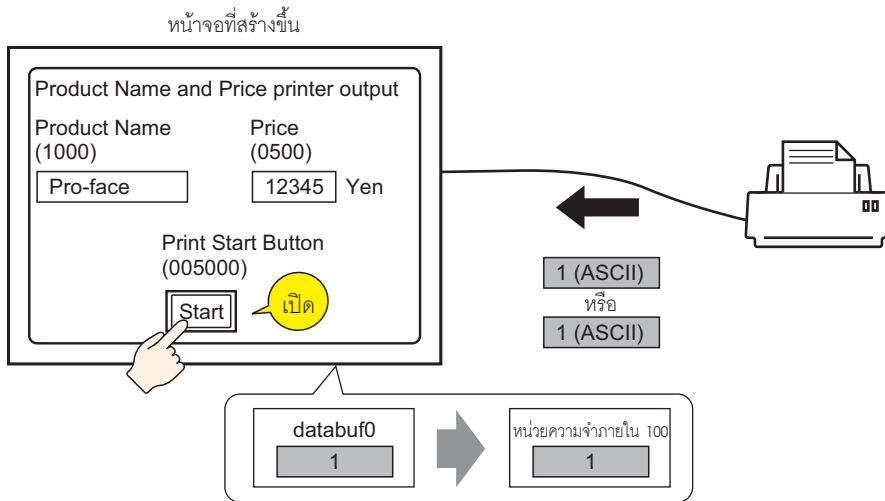 หน้าจอที่สร้างขึ้น
Product Name and Price printer output
Product Name
(1000)
Price
(0500)
Pro-face
12345 Yen
Print Start Button
(005000)
Start
เปิด
1 (ASCII)
หรือ
1 (ASCII)
databuf0
1
หน่วยความจำภายใน 100
1